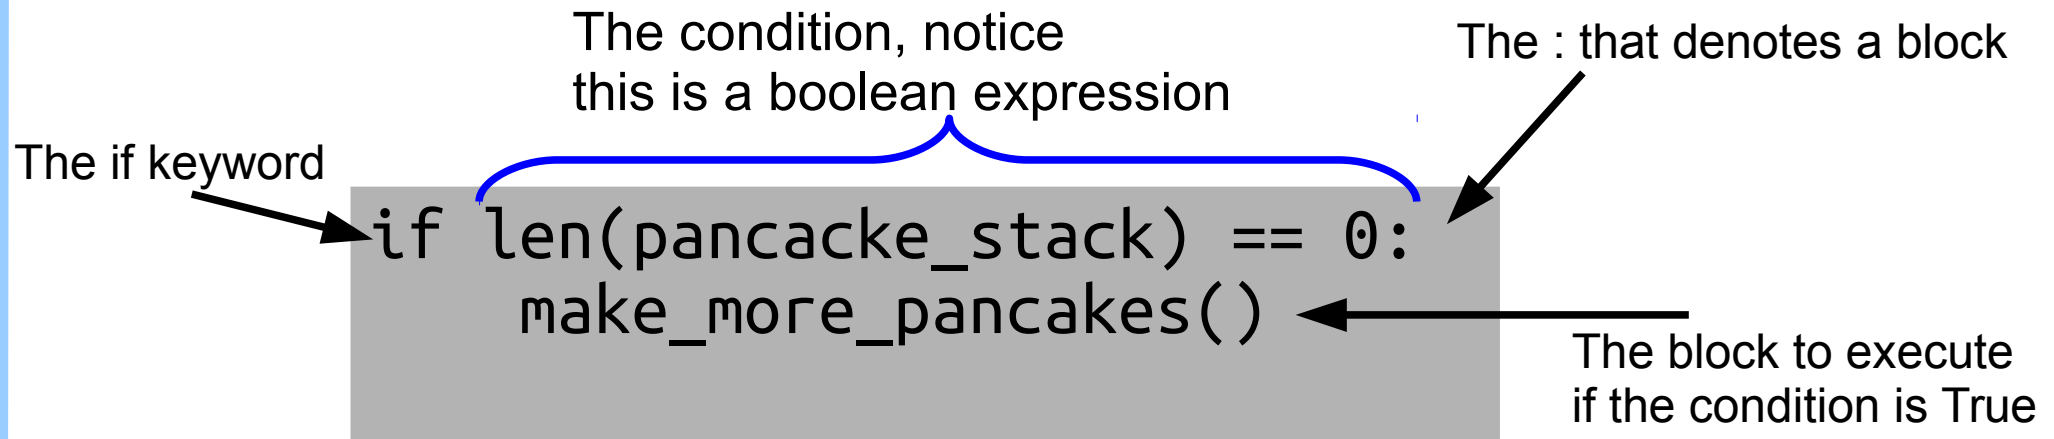 The condition, notice
this is a boolean expression
The : that denotes a block
The if keyword
if len(pancacke_stack) == 0:
make_more_pancakes()
The block to execute
if the condition is True